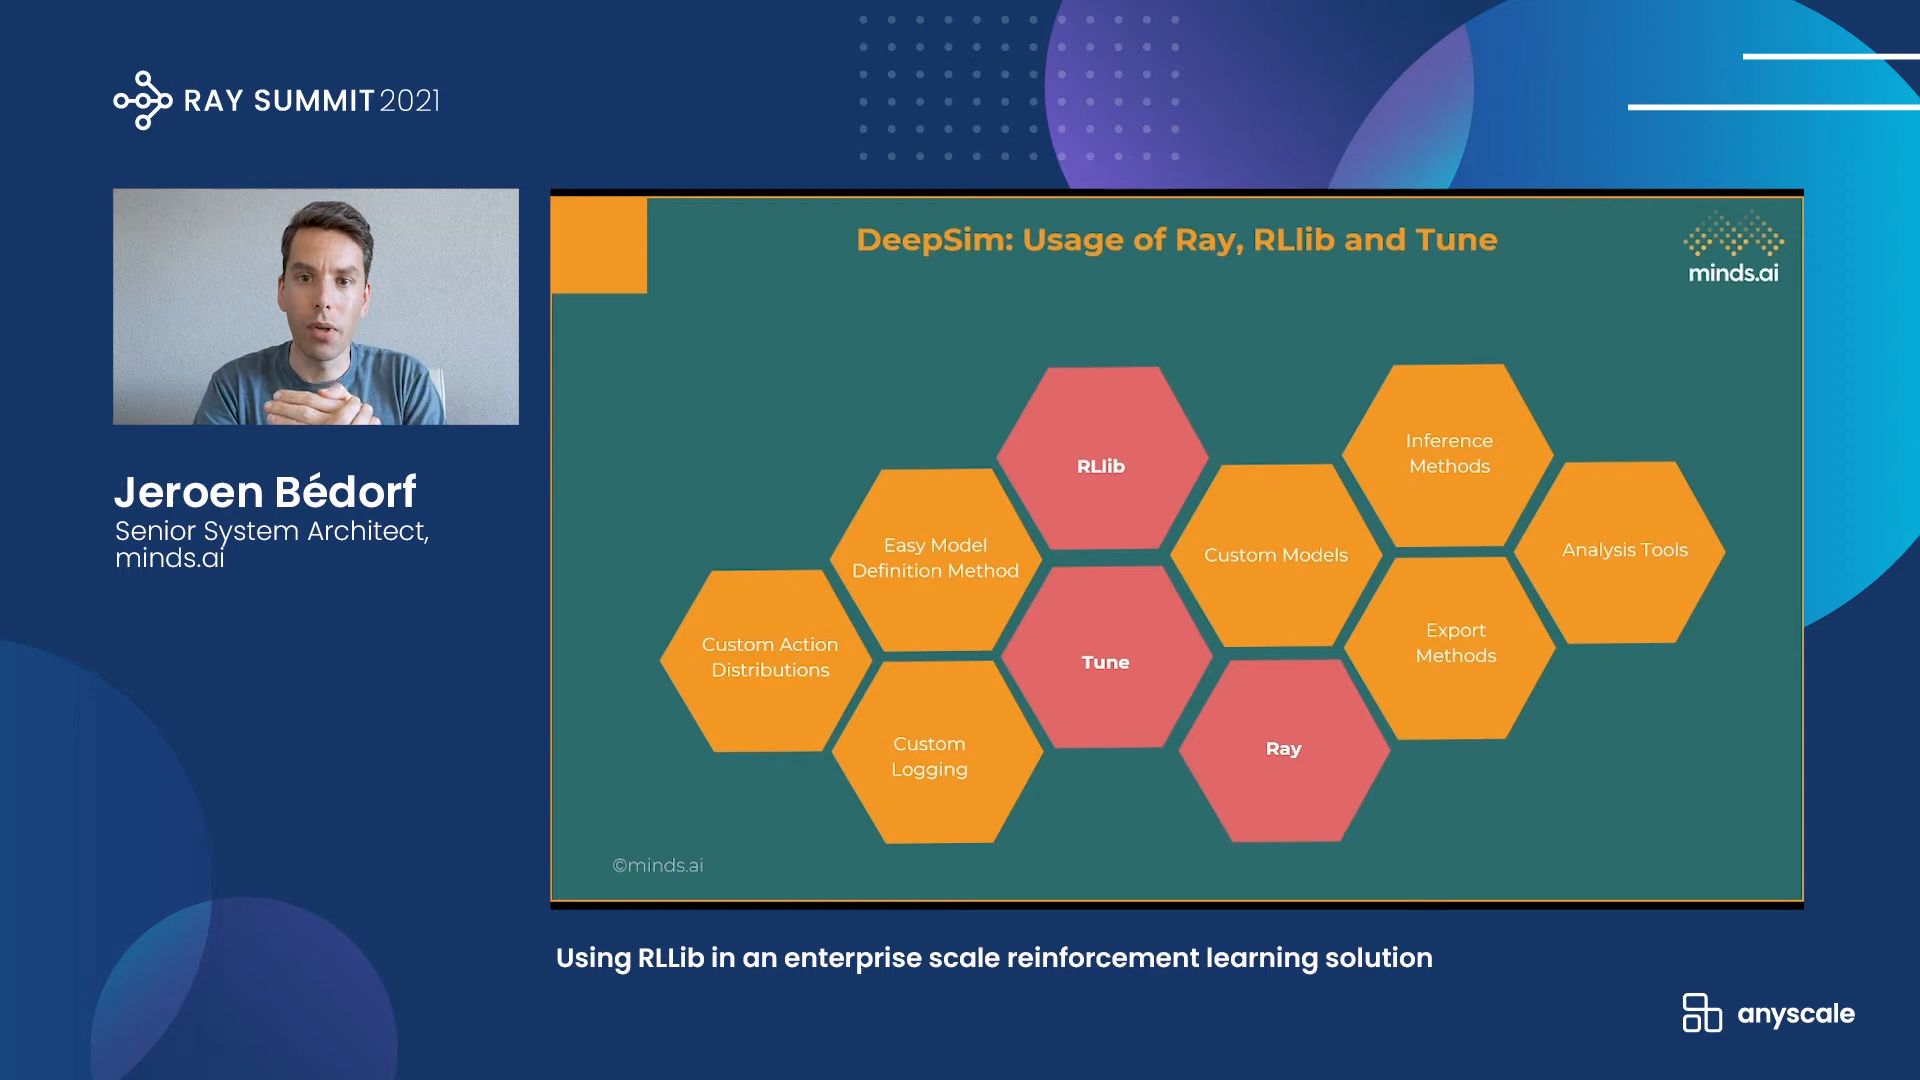 RAY SUMMIT 2021
Jeroen Bédorf
Senior System Architect,
minds.ai
DeepSim: Usage of Ray, RLlib and Tune
minds.ai
RLlib
Inference
Methods
Easy Model
Definition Method
Custom Models
Analysis Tools
Custom Action
Distributions
Tune
Export
Methods
Custom
Logging
Ray
©minds.ai
Using RLLib in an enterprise scale reinforcement learning solution
anyscale